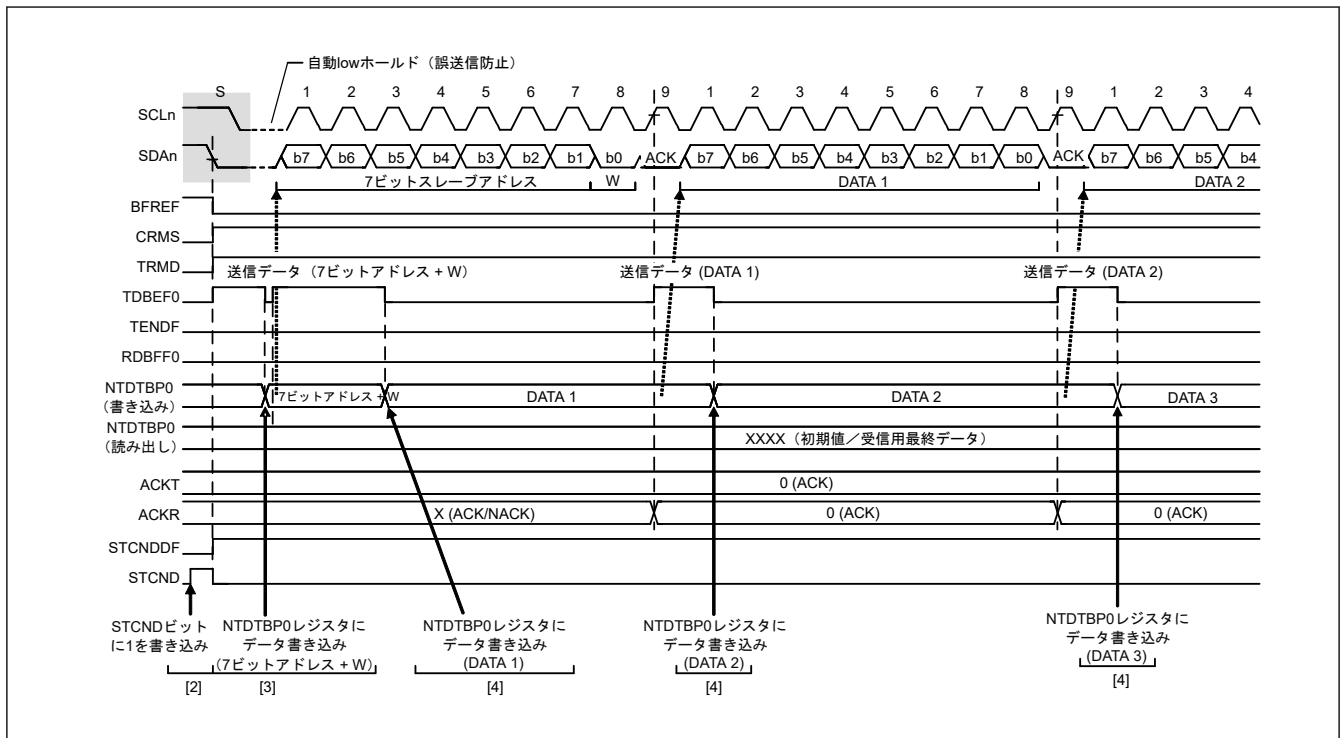 自動lowホールド（誤送信防止）
S 1 2 3 4 5 6 7 8 9 1 2 3 4 5 6 7 8 9 1 2 3 4
SCLn
SDAn b7 b6 b5 b4 b3 b2 b1 b0 ACK b7 b6 b5 b4 b3 b2 b1 b0 ACK b7 b6 b5 b4
7ビットスレーブアドレス W DATA 1 DATA 2
BFREF
CRMS
TRMD
送信データ（7ビットアドレス + W） 送信データ (DATA 1) 送信データ (DATA 2)
TDBEF0
TENDF
RDBFF0
NTDTBP0
（書き込み） 7ビットアドレス + W DATA 1 DATA 2 DATA 3
NTDTBP0
（読み出し） XXXX（初期値／受信用最終データ）
ACKT 0 (ACK)
ACKR X (ACK/NACK) 0 (ACK) 0 (ACK)
STCNDDF
STCND
STCNDビット
に1を書き込み
[2]
NTDTBP0レジスタに
データ書き込み
(7ビットアドレス + W)
[3]
NTDTBP0レジスタに
データ書き込み
(DATA 1)
[4]
NTDTBP0レジスタに
データ書き込み
(DATA 2)
[4]
NTDTBP0レジスタに
データ書き込み
(DATA 3)
[4]